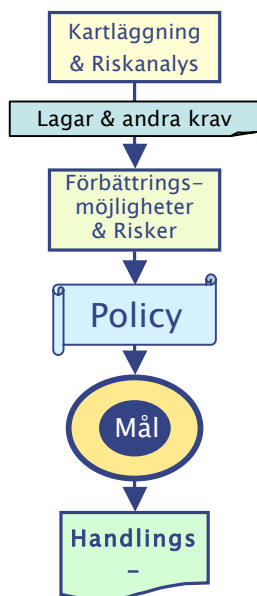 Kartläggning
& Riskanalys
Lagar & andra krav
Förbättrings-
möjligheter
& Risker
Policy
Mål
Handlings
-